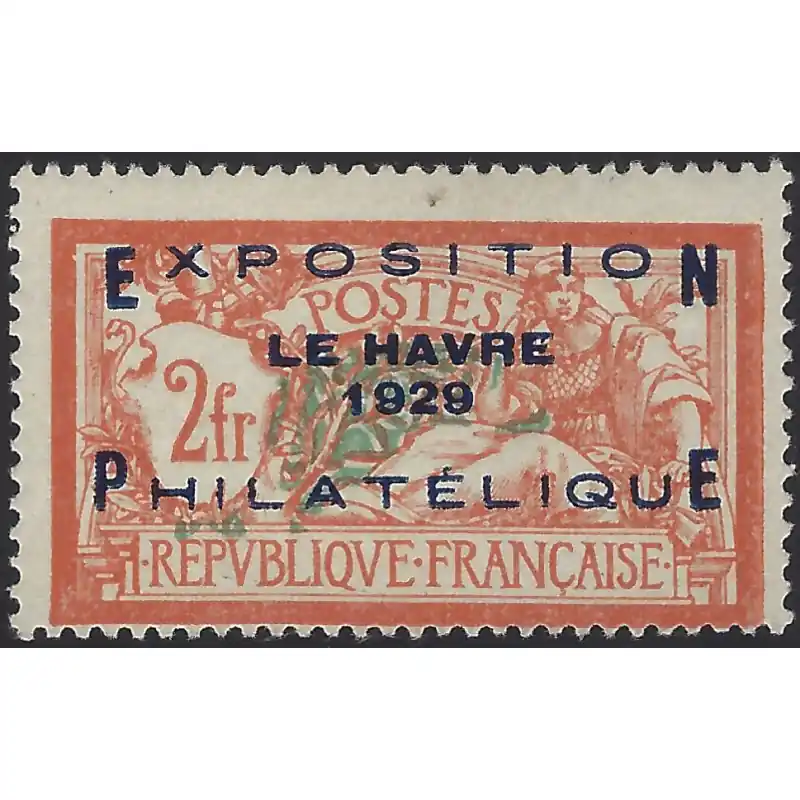 EXPOSITION
POSTES
LE HAVRE
1929
2fr
PHILATÉLIQUE
·REPVBLIQVE·FRANÇAISE·